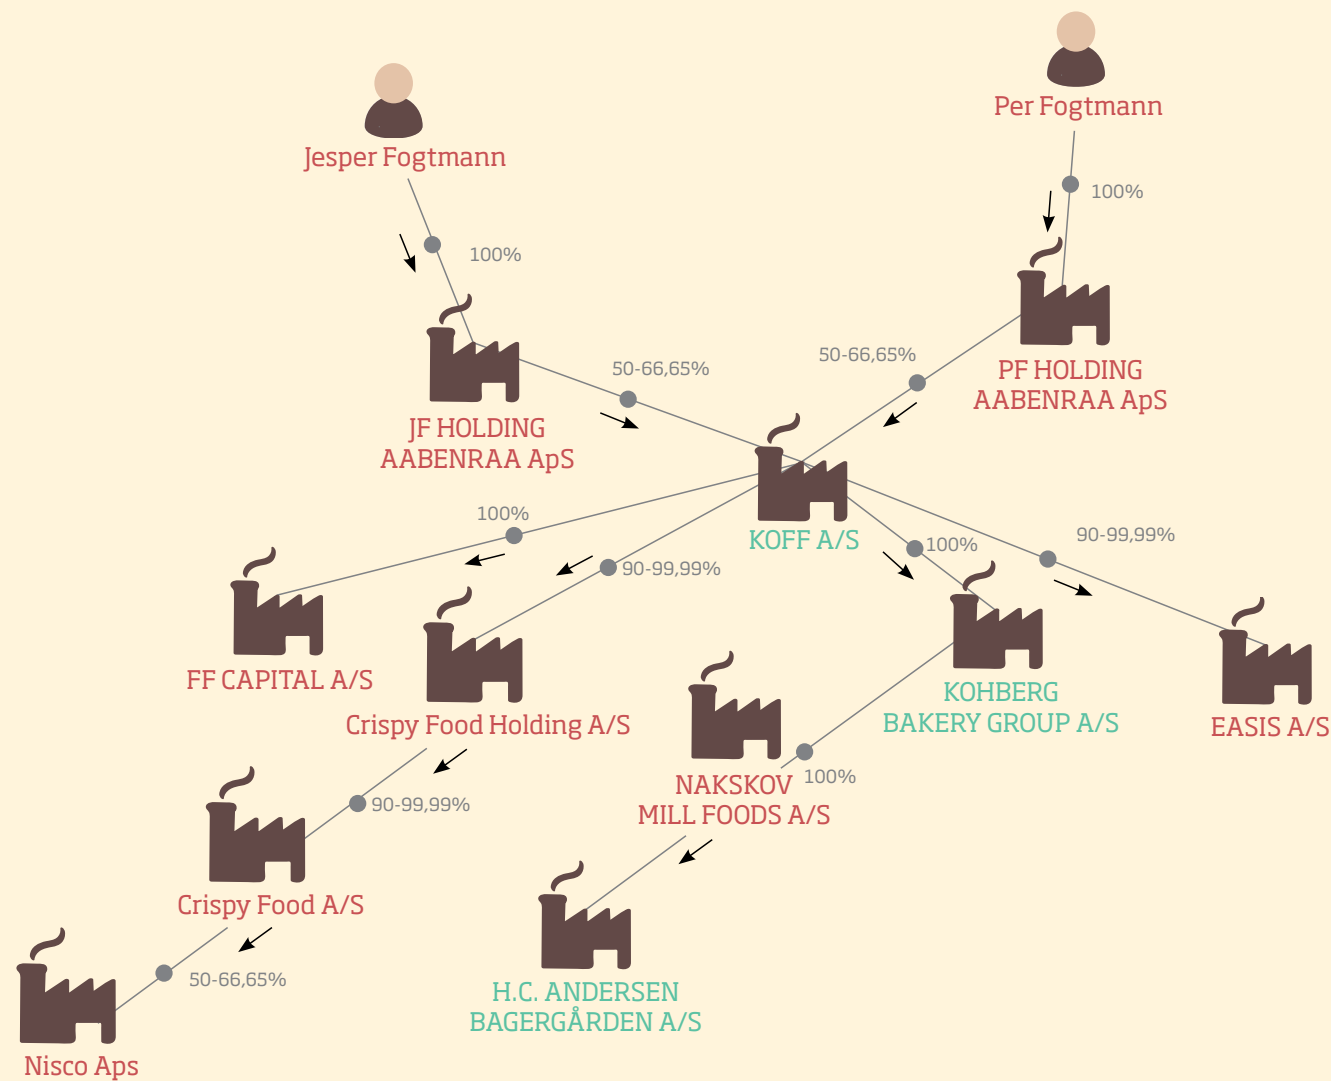 Per Fogtmann
Jesper Fogtmann
100%
100%
50-66,65%
50-66,65%
PF HOLDING
AABENRAA ApS
JF HOLDING
AABENRAA ApS
100%
KOFF A/S
90-99,99%
100%
90-99,99%
FF CAPITAL A/S
Crispy Food Holding A/S
KOHBERG
BAKERY GROUP A/S
EASIS A/S
NAKSKOV
MILL FOODS A/S
100%
90-99,99%
Crispy Food A/S
50-66,65%
H.C. ANDERSEN
BAGERGÅRDEN A/S
Nisco Aps